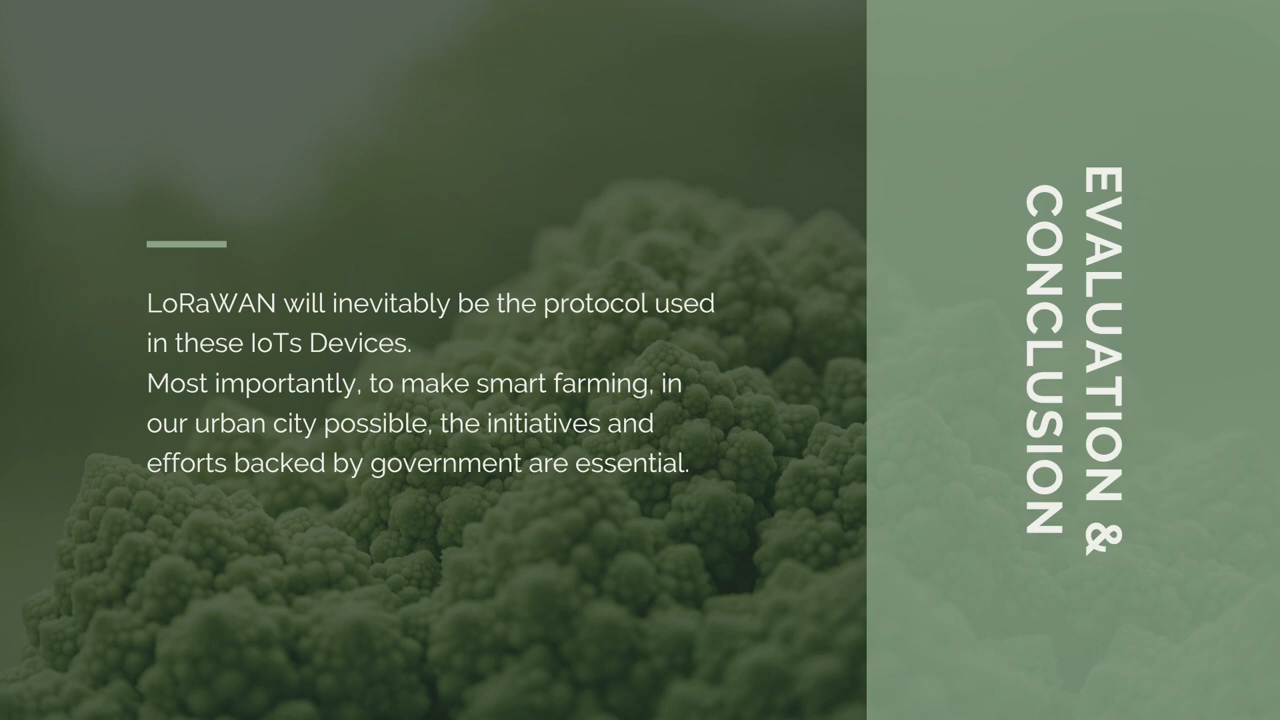 LoRaWAN will inevitably be the protocol used
in these IoTs Devices.
Most importantly, to make smart farming, in
our urban city possible, the initiatives and
efforts backed by government are essential.
EVALUATION &
CONCLUSION